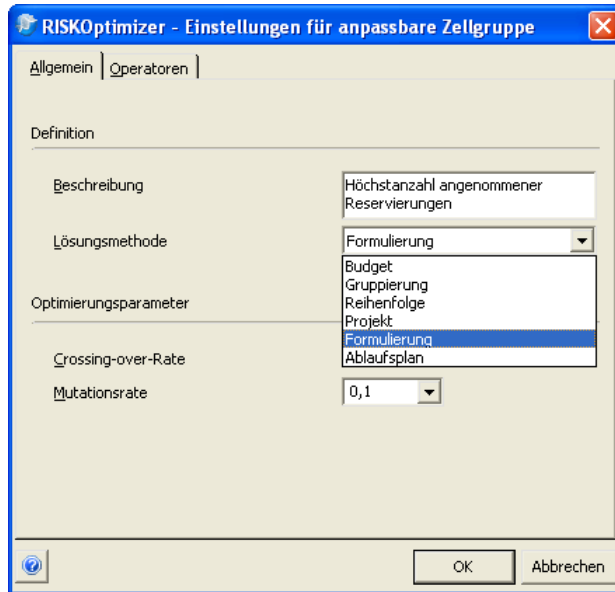 RISKOptimizer - Einstellungen für anpassbare Zellgruppe
Allgemein
Operatoren
Definition
Beschreibung
Höchstanzahl angenommener
Reservierungen
Lösungsmethode
Formulierung
Budget
Gruppierung
Reihenfolge
Projekt
Formulierung
Ablaufsplan
Optimierungsparameter
Crossing-over-Rate
Mutationsrate
0,1
OK
Abbrechen